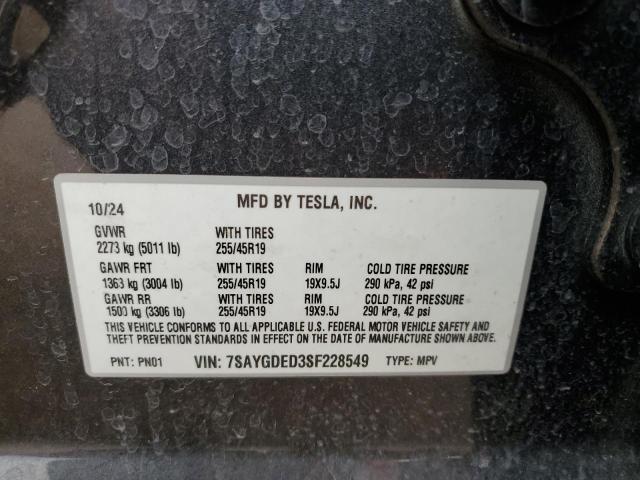 10/24 MFD BY TESLA, INC.
GVWR WITH TIRES
2273 kg (5011 lb) 255/45R19
GAWR FRT WITH TIRES RIM COLD TIRE PRESSURE
1363 kg (3004 lb) 255/45R19 19X9.5J 290 kPa, 42 psi
GAWR RR WITH TIRES RIM COLD TIRE PRESSURE
1500 kg (3306 lb) 255/45R19 19X9.5J 290 kPa, 42 psi
THIS VEHICLE CONFORMS TO ALL APPLICABLE U.S. FEDERAL MOTOR VEHICLE SAFETY AND
THEFT PREVENTION STANDARDS IN EFFECT ON THE DATE OF MANUFACTURE SHOWN ABOVE.
PNT: PN01 VIN: 7SAYGDED3SF228549 TYPE: MPV